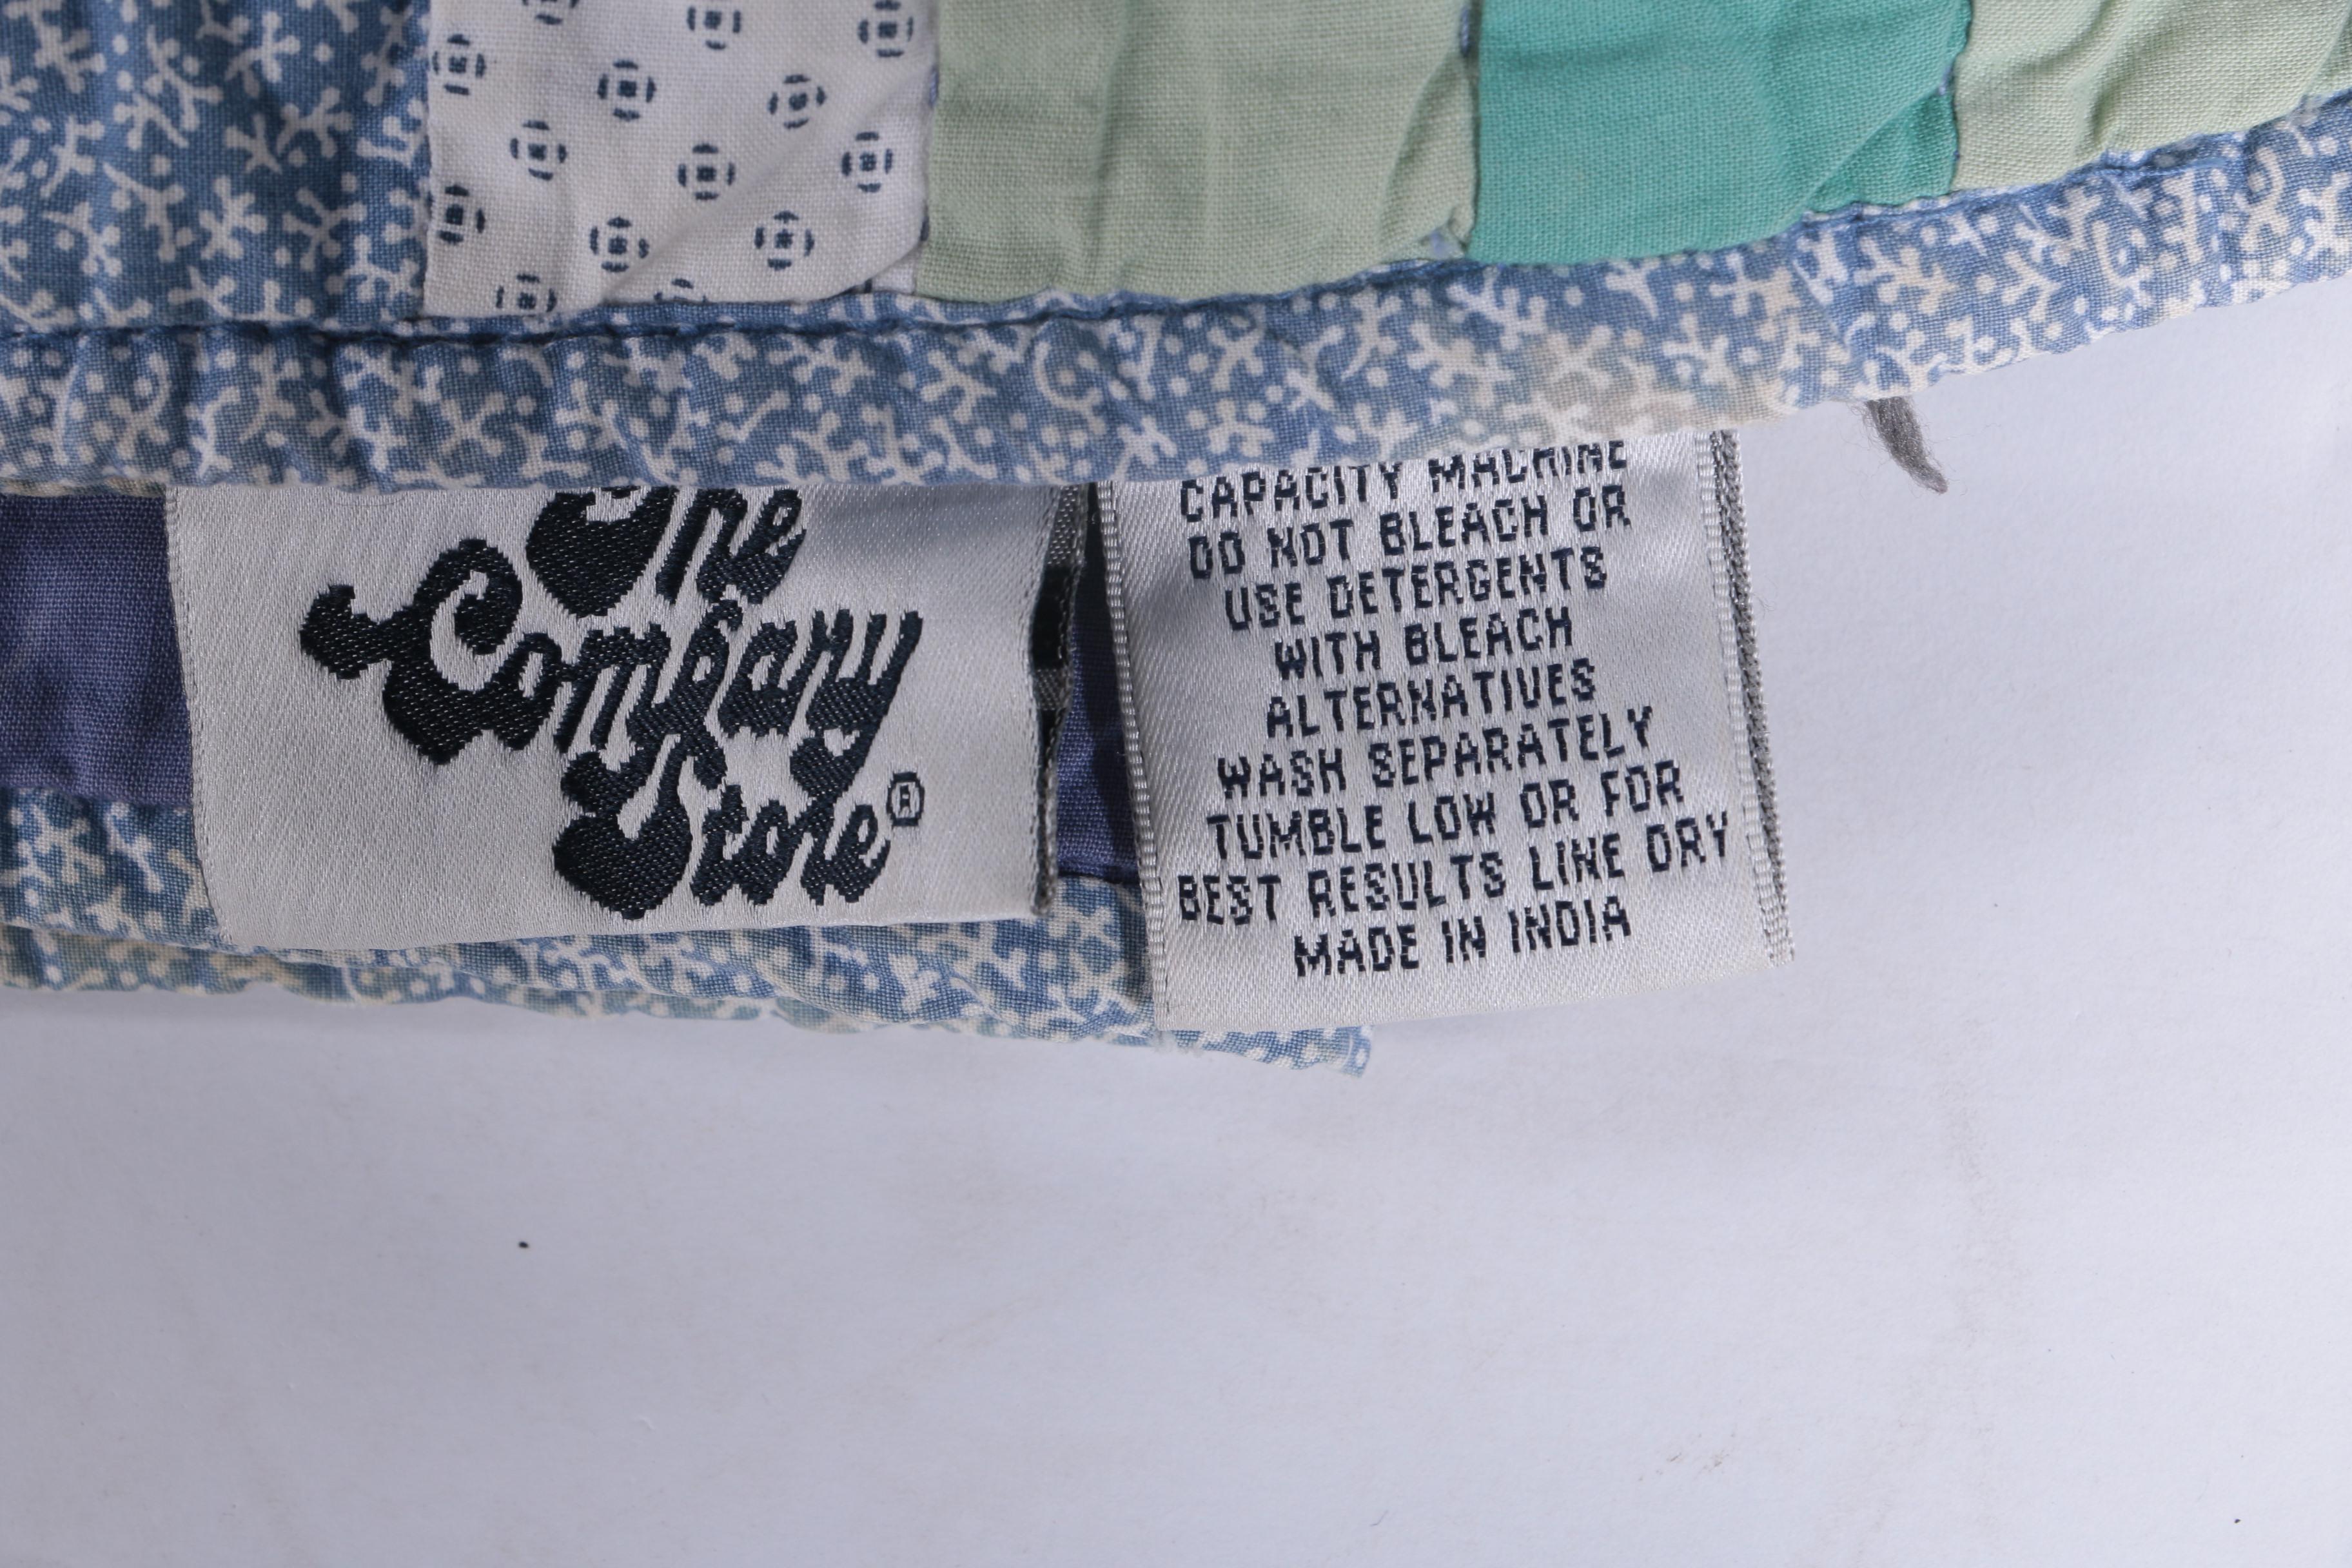 The
Company
Store®
CAPACITY MACHINE
DO NOT BLEACH OR
USE DETERGENTS
WITH BLEACH
ALTERNATIVES
WASH SEPARATELY
TUMBLE LOW OR FOR
BEST RESULTS LINE DRY
MADE IN INDIA